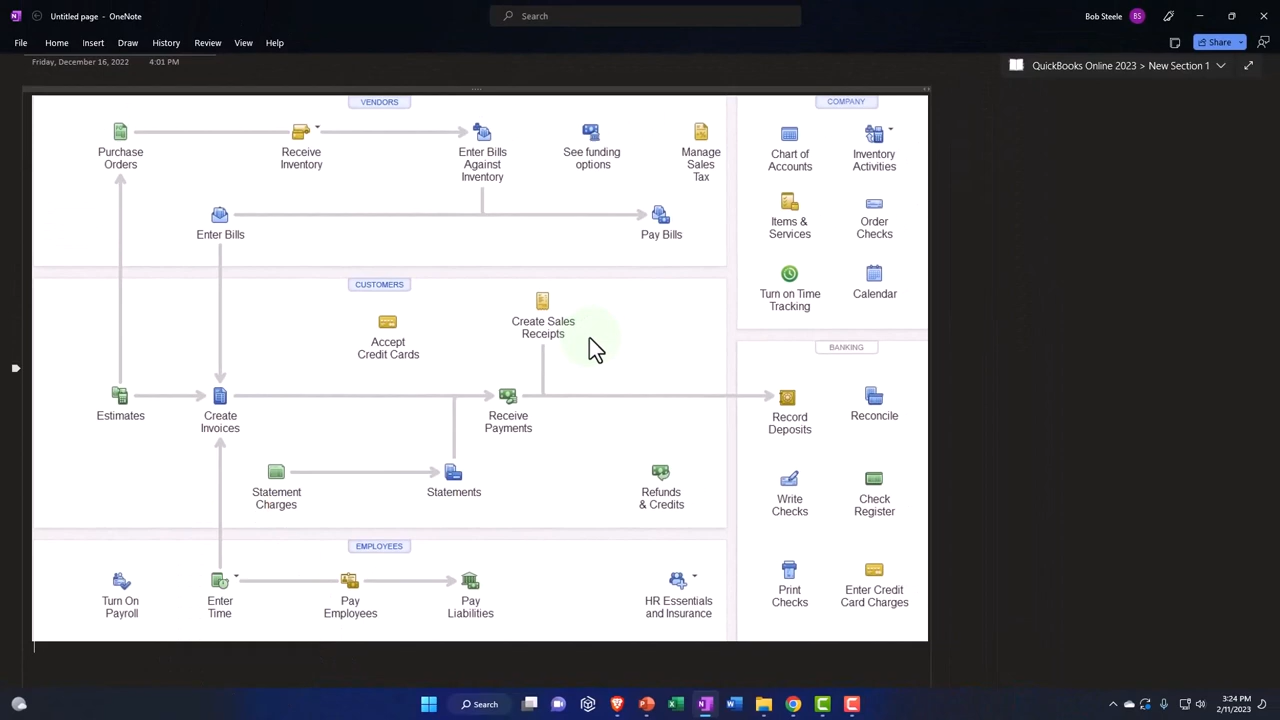 Untitled page - OneNote
Search
Bob Steele
BS
File
Home
Insert
Draw
History
Review
View
Help
Share
Friday, December 16, 2022
4:01 PM
QuickBooks Online 2023 > New Section 1
VENDORS
Purchase
Orders
Receive
Inventory
Enter Bills
Against
Inventory
See funding
options
Manage
Sales
Tax
Enter Bills
Pay Bills
COMPANY
Chart of
Accounts
Inventory
Activities
Items &
Services
Order
Checks
Turn on Time
Tracking
Calendar
CUSTOMERS
Create Sales
Receipts
Accept
Credit Cards
Estimates
Create
Invoices
Receive
Payments
Statement
Charges
Statements
Refunds
& Credits
BANKING
Record
Deposits
Reconcile
Write
Checks
Check
Register
Print
Checks
Enter Credit
Card Charges
EMPLOYEES
Turn On
Payroll
Enter
Time
Pay
Employees
Pay
Liabilities
HR Essentials
and Insurance
Search
3:24 PM
2/11/2023